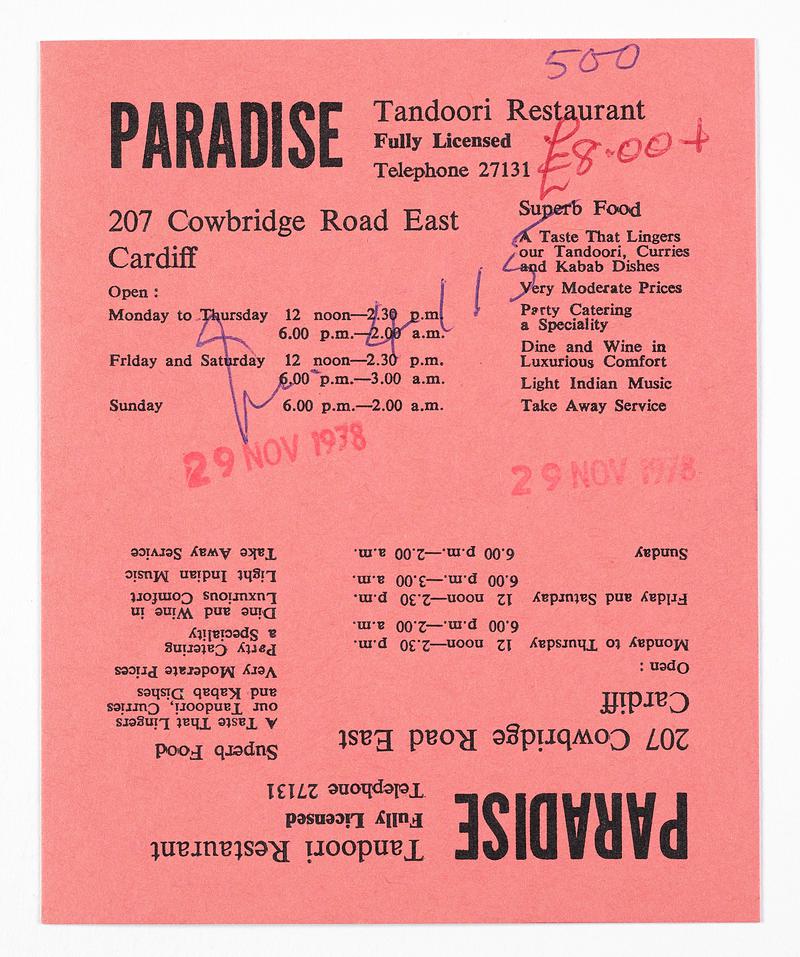 500
PARADISE
Tandoori Restaurant
Fully Licensed
Telephone 27131
£8.00+
207 Cowbridge Road East
Cardiff
Open :
Monday to Thursday 12 noon—2.30 p.m.
6.00 p.m.—2.00 a.m.
Friday and Saturday 12 noon—2.30 p.m.
6.00 p.m.—3.00 a.m.
Sunday 6.00 p.m.—2.00 a.m.
Superb Food
A Taste That Lingers
our Tandoori, Curries
and Kabab Dishes
Very Moderate Prices
Party Catering
a Speciality
Dine and Wine in
Luxurious Comfort
Light Indian Music
Take Away Service
29 NOV 1978
29 NOV 1978
PARADISE
Tandoori Restaurant
Fully Licensed
Telephone 27131
207 Cowbridge Road East
Cardiff
Open :
Monday to Thursday 12 noon—2.30 p.m.
6.00 p.m.—2.00 a.m.
Friday and Saturday 12 noon—2.30 p.m.
6.00 p.m.—3.00 a.m.
Sunday 6.00 p.m.—2.00 a.m.
Superb Food
A Taste That Lingers
our Tandoori, Curries
and Kabab Dishes
Very Moderate Prices
Party Catering
a Speciality
Dine and Wine in
Luxurious Comfort
Light Indian Music
Take Away Service